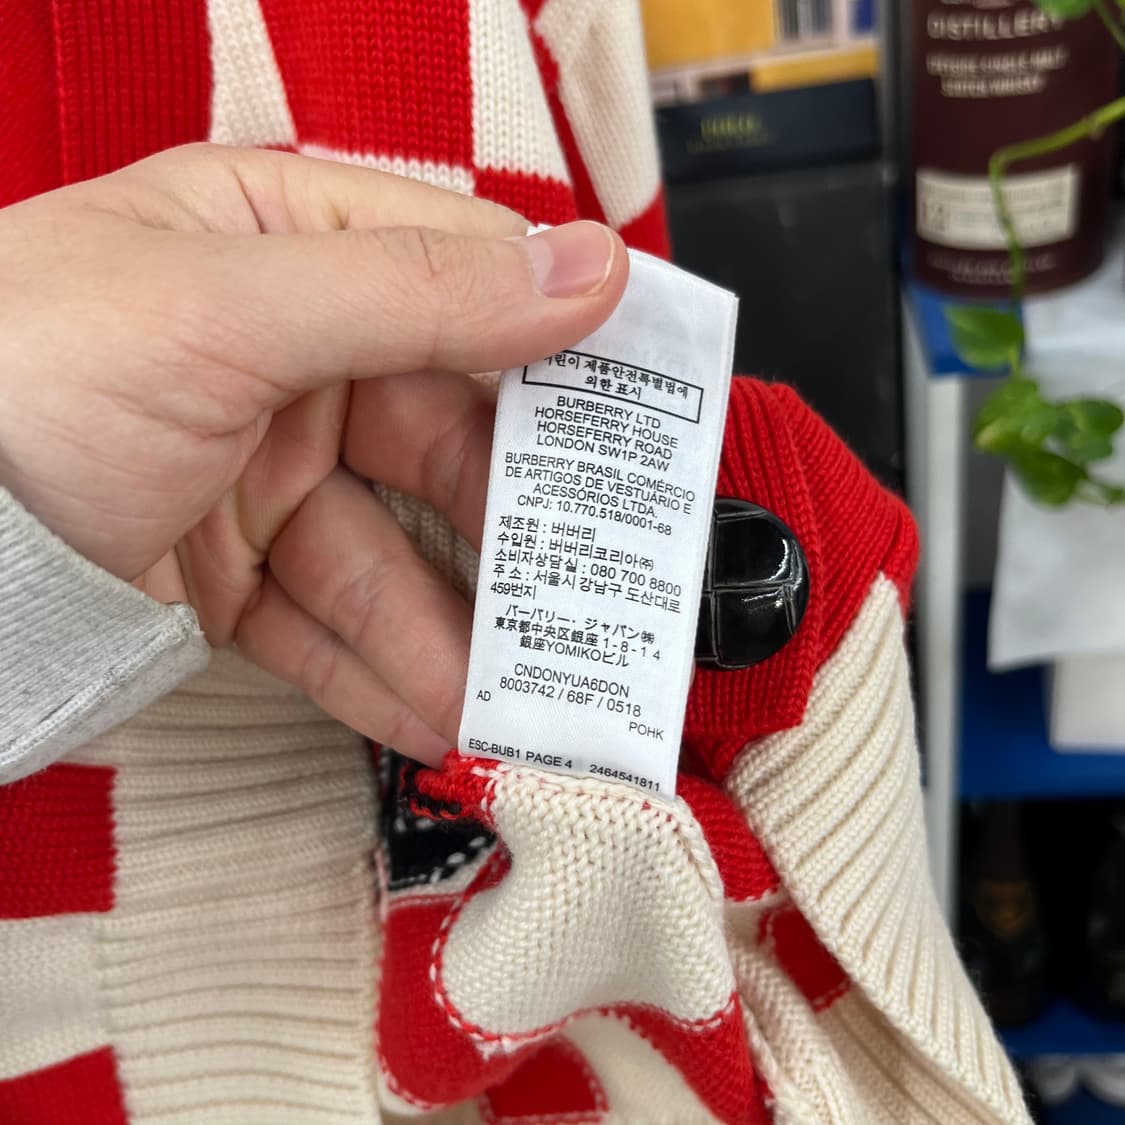 DISTILLERY
어린이 제품안전특별법에
의한 표시
BURBERRY LTD
HORSEFERRY HOUSE
HORSEFERRY ROAD
LONDON SW1P 2AW
BURBERRY BRASIL COMÉRCIO
DE ARTIGOS DE VESTUÁRIO E
ACESSÓRIOS LTDA.
CNPJ: 10.770.518/0001-68
제조원 : 버버리
수입원 : 버버리코리아㈜
소비자상담실 : 080 700 8800
주 소 : 서울시 강남구 도산대로
459번지
バーバリー・ジャパン㈱
東京都中央区銀座 1-8-14
銀座YOMIKOビル
CNDONYUA6DON
8003742 / 68F / 0518
AD
POHK
ESC-BUB1 PAGE 4 2464541811